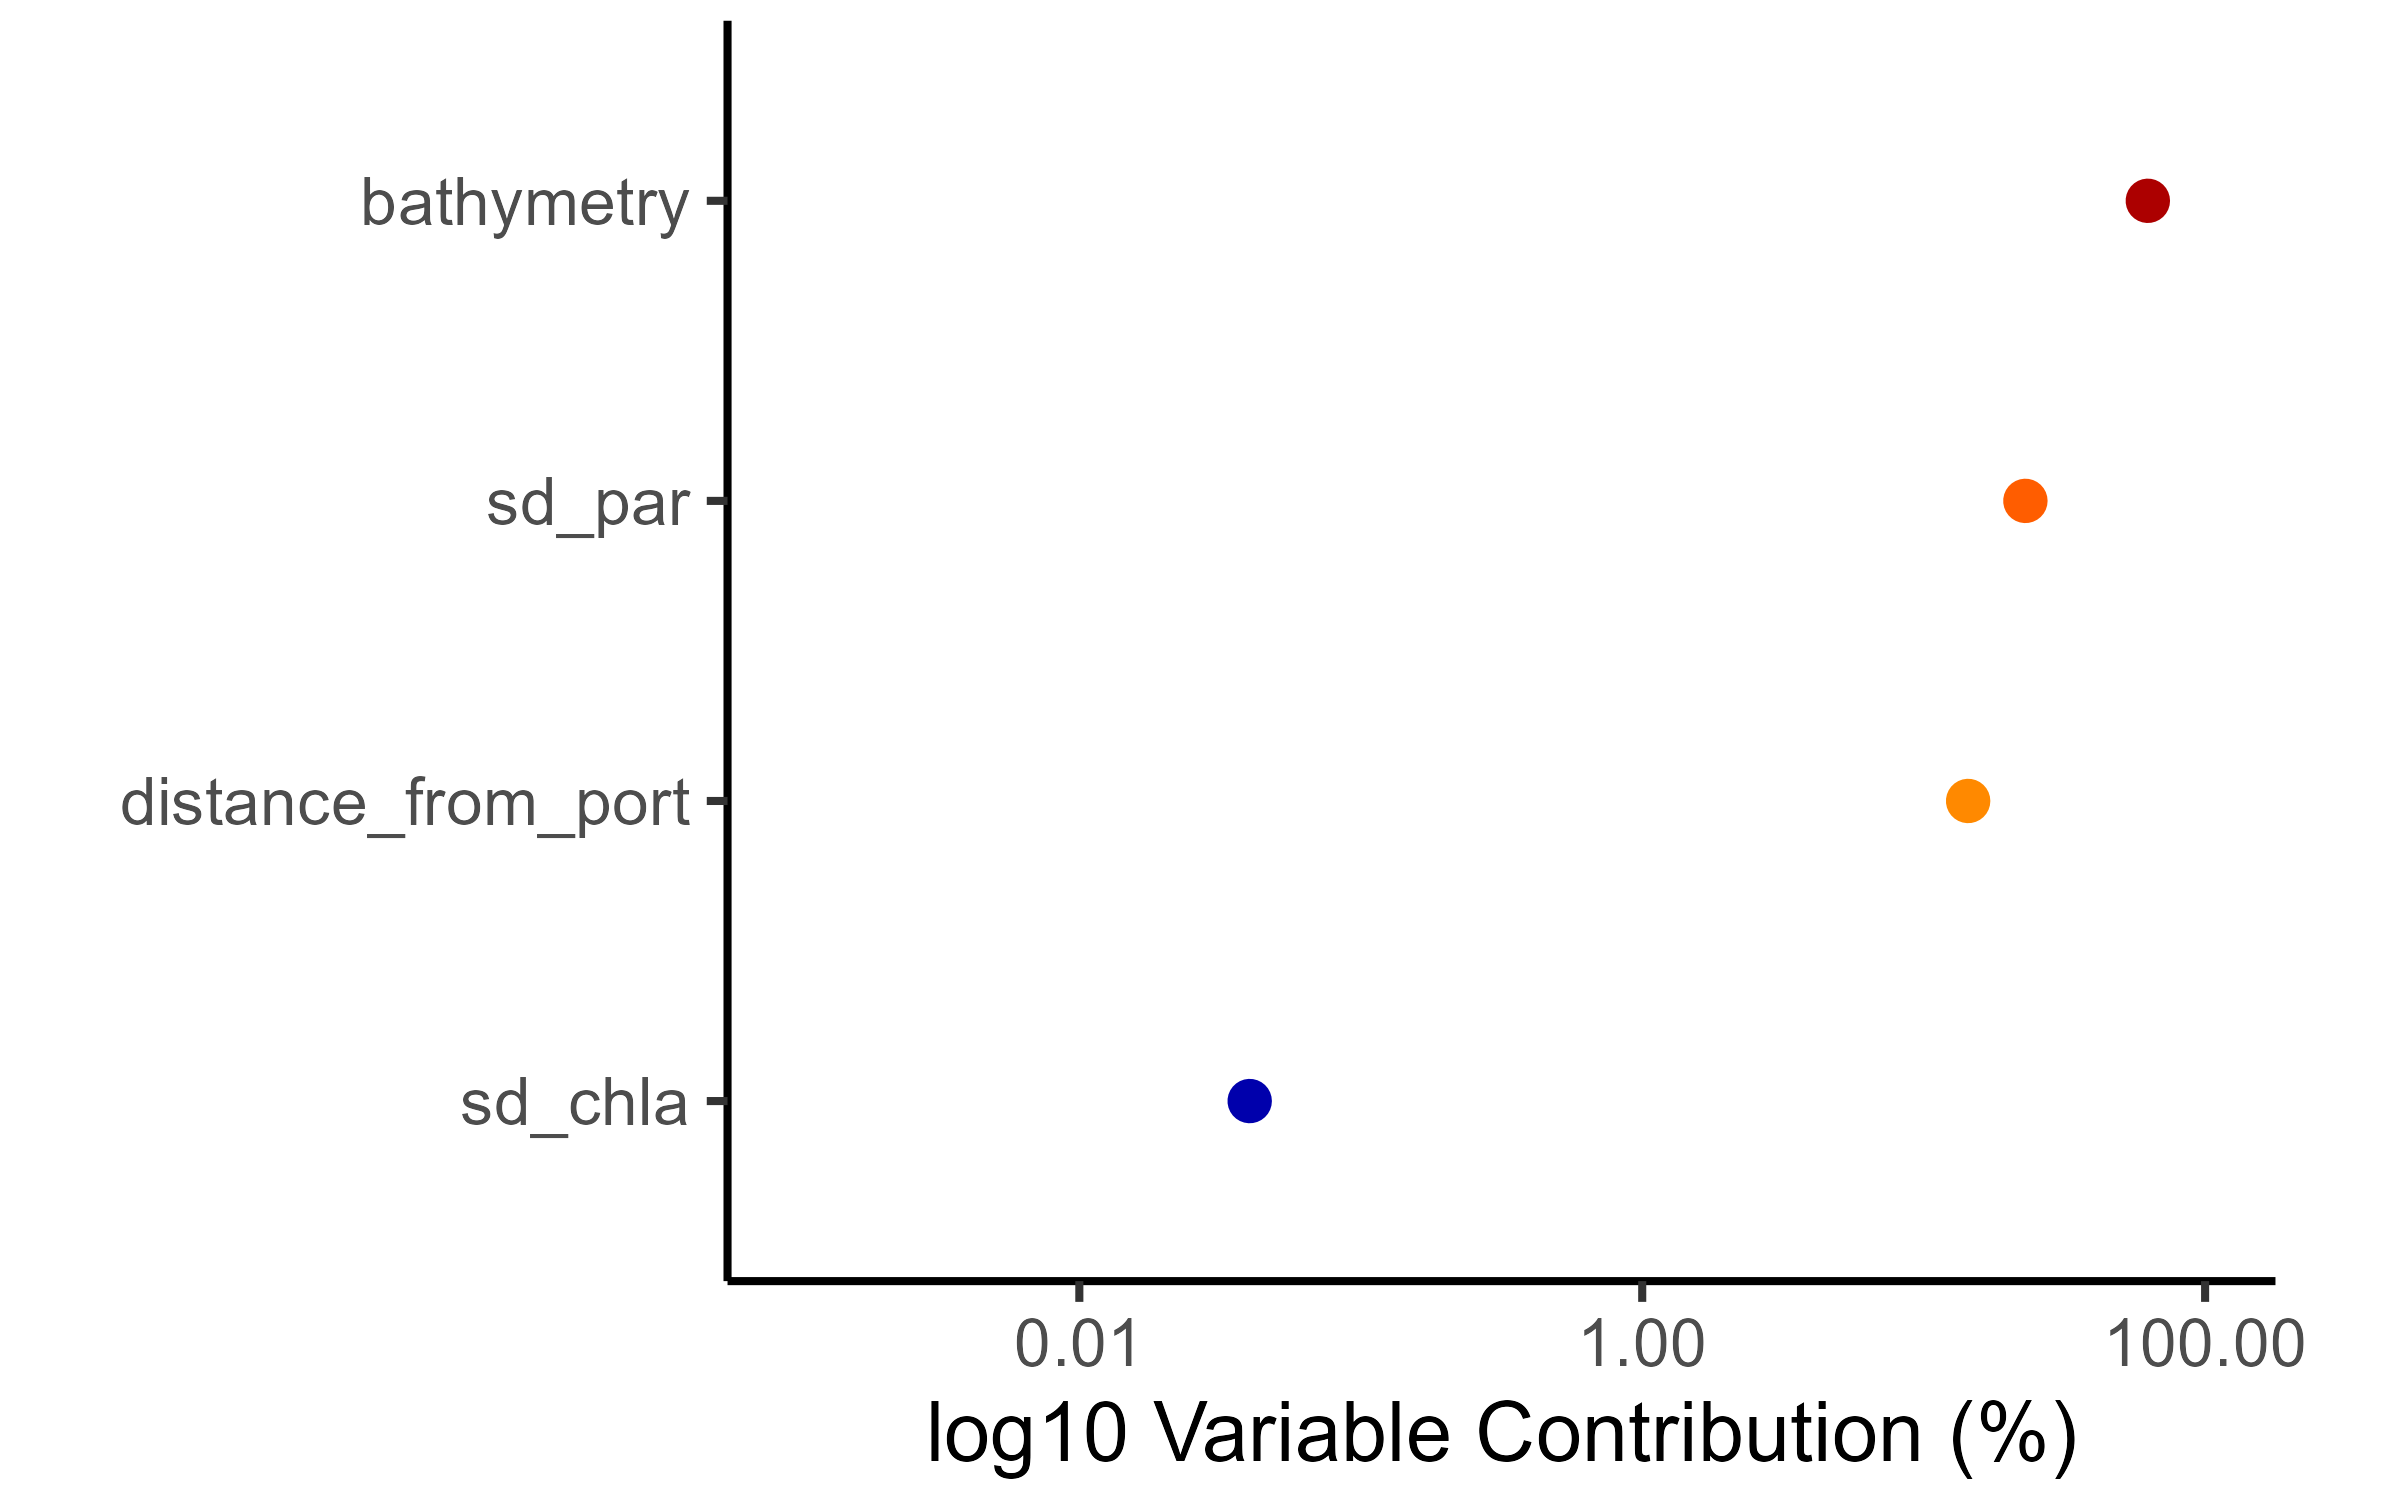 bathymetry
sd_par
distance_from_port
sd_chla
0.01 1.00 100.00
log10 Variable Contribution (%)